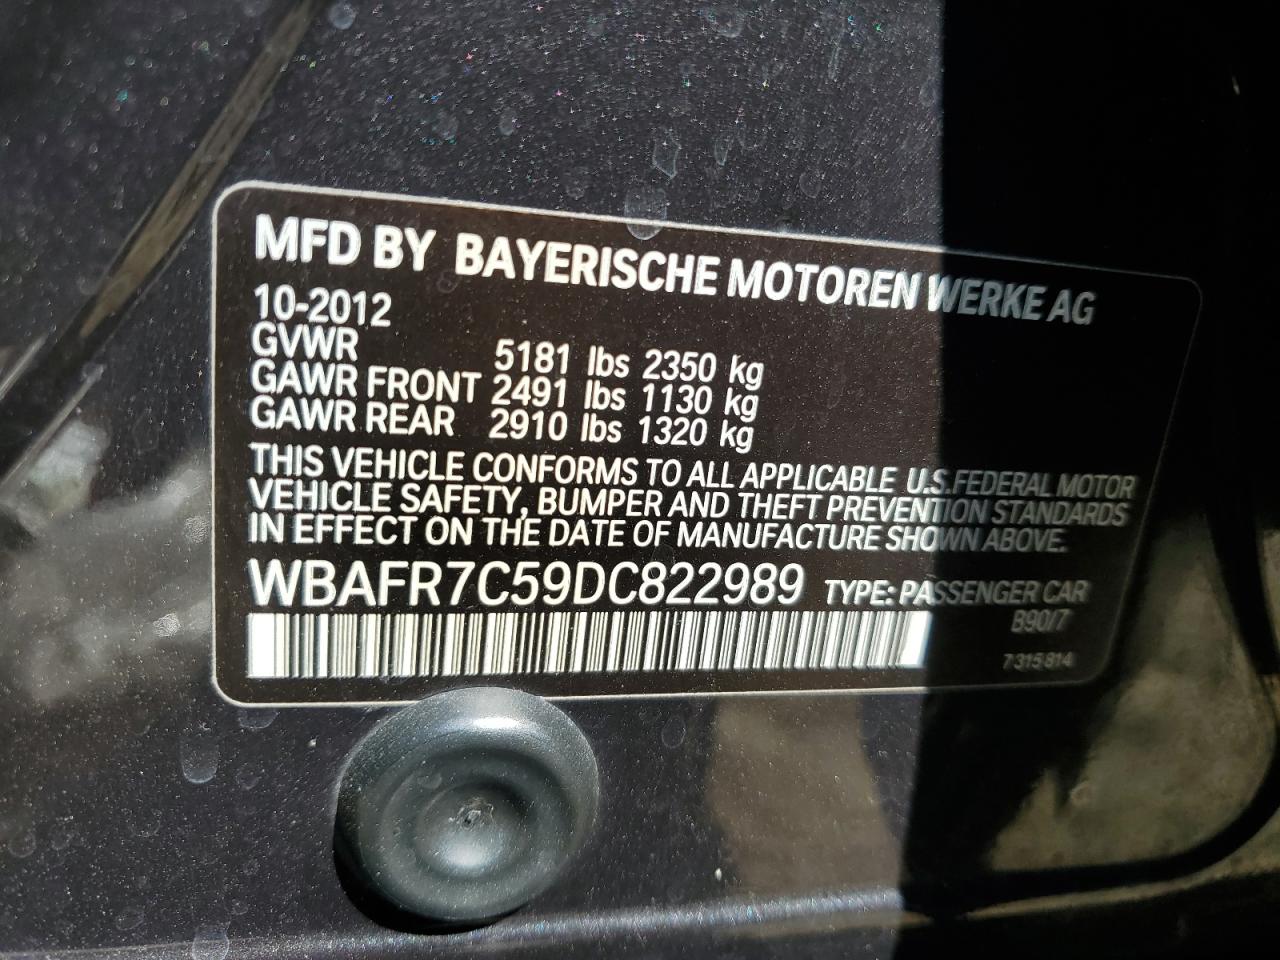 MFD BY BAYERISCHE MOTOREN WERKE AG
10-2012
GVWR 5181 lbs 2350 kg
GAWR FRONT 2491 lbs 1130 kg
GAWR REAR 2910 lbs 1320 kg
THIS VEHICLE CONFORMS TO ALL APPLICABLE U.S. FEDERAL MOTOR
VEHICLE SAFETY, BUMPER AND THEFT PREVENTION STANDARDS
IN EFFECT ON THE DATE OF MANUFACTURE SHOWN ABOVE.
WBAFR7C59DC822989 TYPE: PASSENGER CAR
B90/7
7 315 814